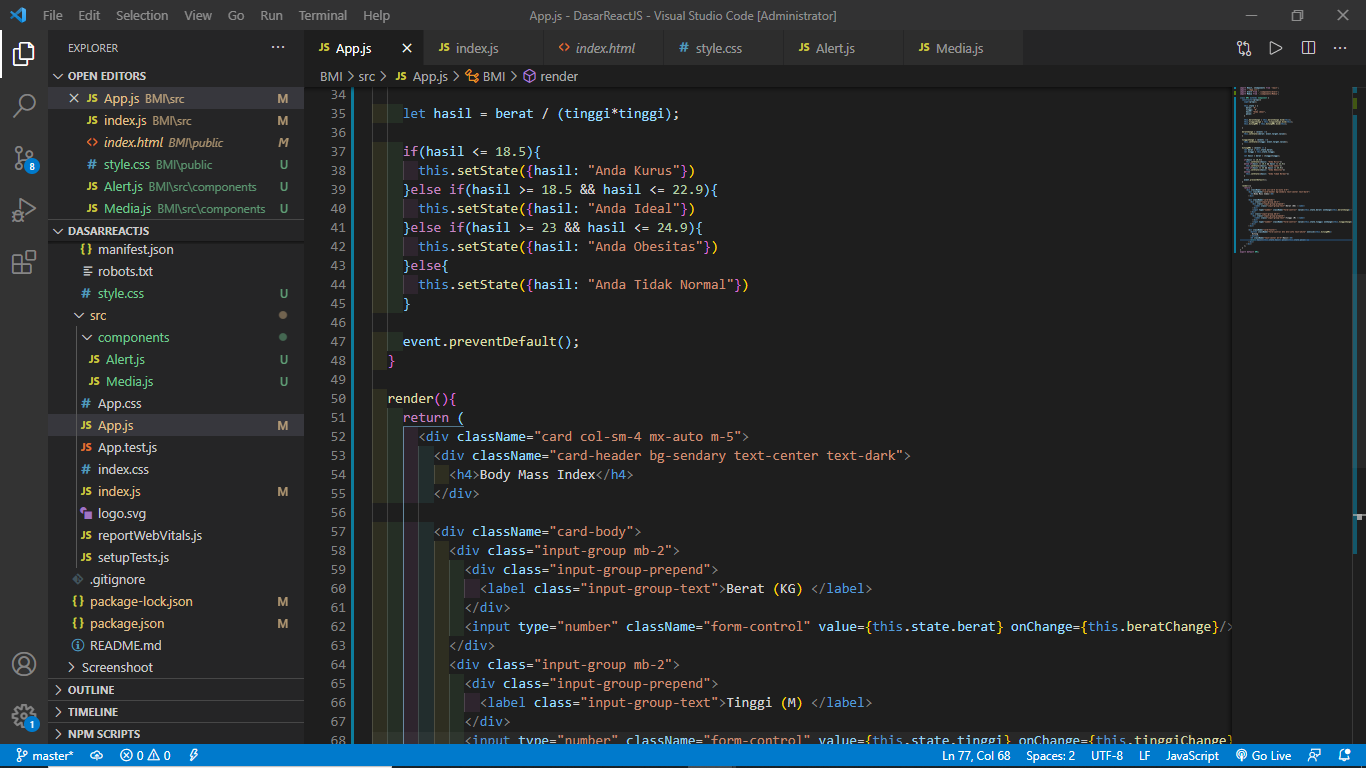 File Edit Selection View Go Run Terminal Help
App.js - DasarReactJS - Visual Studio Code [Administrator]
EXPLORER
OPEN EDITORS
App.js BMI\src M
index.js BMI\src M
index.html BMI\public M
style.css BMI\public U
Alert.js BMI\src\components U
Media.js BMI\src\components U
DASARREACTJS
manifest.json
robots.txt
style.css U
src
components
Alert.js U
Media.js U
App.css
App.js M
App.test.js
index.css
index.js M
logo.svg
reportWebVitals.js
setupTests.js
.gitignore
package-lock.json M
package.json M
README.md
Screenshoot
OUTLINE
TIMELINE
NPM SCRIPTS
8
1
JS App.js JS index.js <> index.html # style.css JS Alert.js JS Media.js
BMI > src > JS App.js > BMI > render
34
35 let hasil = berat / (tinggi*tinggi);
36
37 if(hasil <= 18.5){
38 this.setState({hasil: "Anda Kurus"})
39 }else if(hasil >= 18.5 && hasil <= 22.9){
40 this.setState({hasil: "Anda Ideal"})
41 }else if(hasil >= 23 && hasil <= 24.9){
42 this.setState({hasil: "Anda Obesitas"})
43 }else{
44 this.setState({hasil: "Anda Tidak Normal"})
45 }
46
47 event.preventDefault();
48 }
49
50 render(){
51 return (
52 <div className="card col-sm-4 mx-auto m-5">
53 <div className="card-header bg-sendary text-center text-dark">
54 <h4>Body Mass Index</h4>
55 </div>
56
57 <div className="card-body">
58 <div class="input-group mb-2">
59 <div class="input-group-prepend">
60 <label class="input-group-text">Berat (KG) </label>
61 </div>
62 <input type="number" className="form-control" value={this.state.berat} onChange={this.beratChange}/>
63 </div>
64 <div class="input-group mb-2">
65 <div class="input-group-prepend">
66 <label class="input-group-text">Tinggi (M) </label>
67 </div>
68 <input type="number" className="form-control" value={this.state.tinggi} onChange={this.tinggiChange}
master* 0 0 Ln 77, Col 68 Spaces: 2 UTF-8 LF JavaScript Go Live